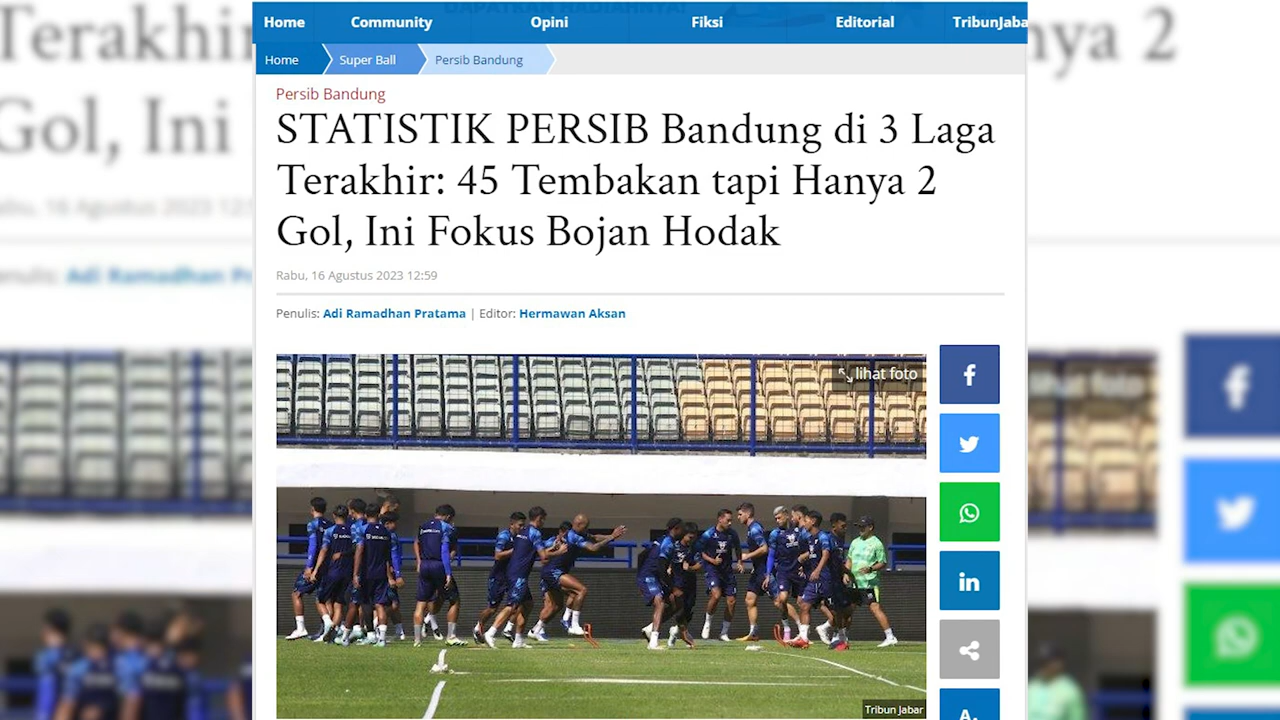 Home Community Opini Fiksi Editorial TribunJaba
Home Super Ball Persib Bandung
Persib Bandung
STATISTIK PERSIB Bandung di 3 Laga
Terakhir: 45 Tembakan tapi Hanya 2
Gol, Ini Fokus Bojan Hodak
Rabu, 16 Agustus 2023 12:59
Penulis: Adi Ramadhan Pratama | Editor: Hermawan Aksan
lihat foto
Tribun Jabar